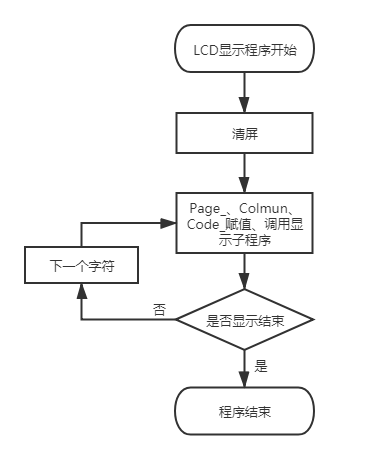 LCD显示程序开始
清屏
Page_、Colmun、
Code_赋值、调用显
示子程序
下一个字符
否
是否显示结束
是
程序结束